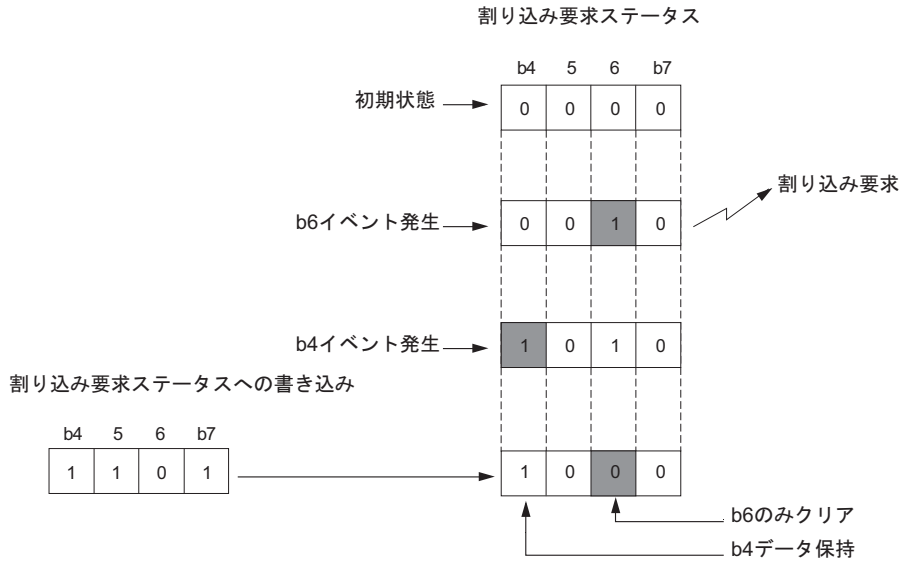 割り込み要求ステータス
b4 5 6 b7
初期状態 0 0 0 0
割り込み要求
b6イベント発生 0 0 1 0
b4イベント発生 1 0 1 0
割り込み要求ステータスへの書き込み
b4 5 6 b7
1 1 0 1
1 0 0 0
b6のみクリア
b4データ保持